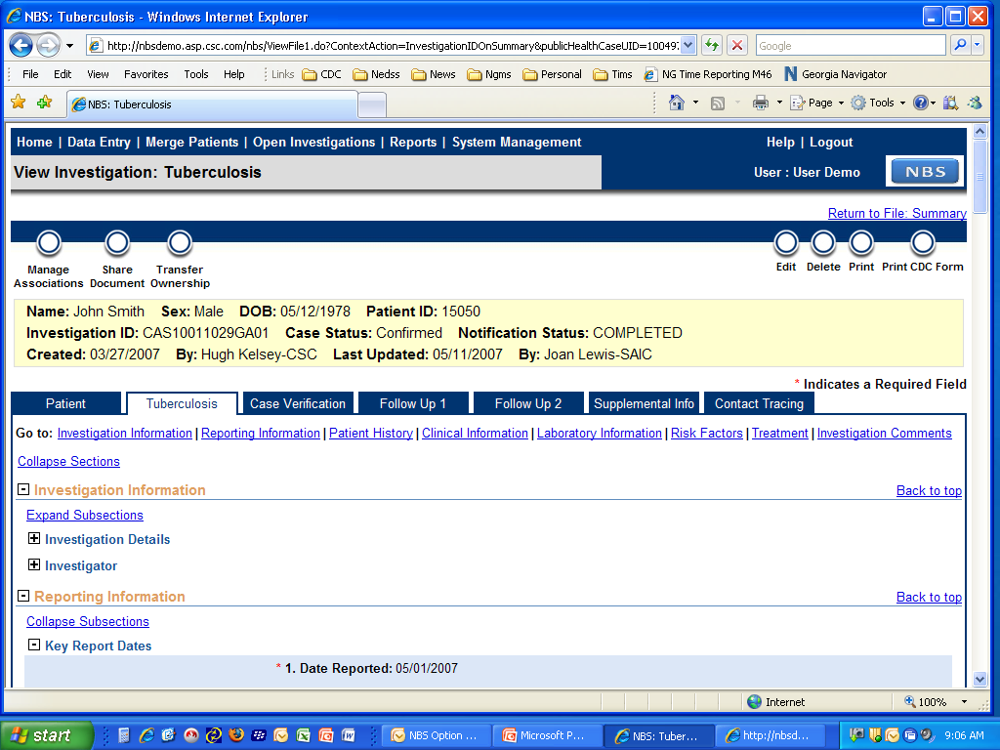 NBS: Tuberculosis - Windows Internet Explorer
http://nbsdemo.asp.csc.com/nbs/ViewFile1.do?ContextAction=InvestigationIDOnSummary&publicHealthCaseUID=10049
Google
File Edit View Favorites Tools Help Links CDC Nedss News Ngms Personal Tims NG Time Reporting M46 Georgia Navigator
NBS: Tuberculosis
Page Tools
Home | Data Entry | Merge Patients | Open Investigations | Reports | System Management Help | Logout
View Investigation: Tuberculosis User : User Demo NBS
Return to File: Summary
Manage Associations Share Document Transfer Ownership Edit Delete Print Print CDC Form
Name: John Smith Sex: Male DOB: 05/12/1978 Patient ID: 15050
Investigation ID: CAS10011029GA01 Case Status: Confirmed Notification Status: COMPLETED
Created: 03/27/2007 By: Hugh Kelsey-CSC Last Updated: 05/11/2007 By: Joan Lewis-SAIC
* Indicates a Required Field
Patient Tuberculosis Case Verification Follow Up 1 Follow Up 2 Supplemental Info Contact Tracing
Go to: Investigation Information | Reporting Information | Patient History | Clinical Information | Laboratory Information | Risk Factors | Treatment | Investigation Comments
Collapse Sections
Investigation Information Back to top
Expand Subsections
Investigation Details
Investigator
Reporting Information Back to top
Collapse Subsections
Key Report Dates
* 1. Date Reported: 05/01/2007
Internet 100%
start NBS Option ... Microsoft P... NBS: Tuber... http://nbsd... 9:06 AM